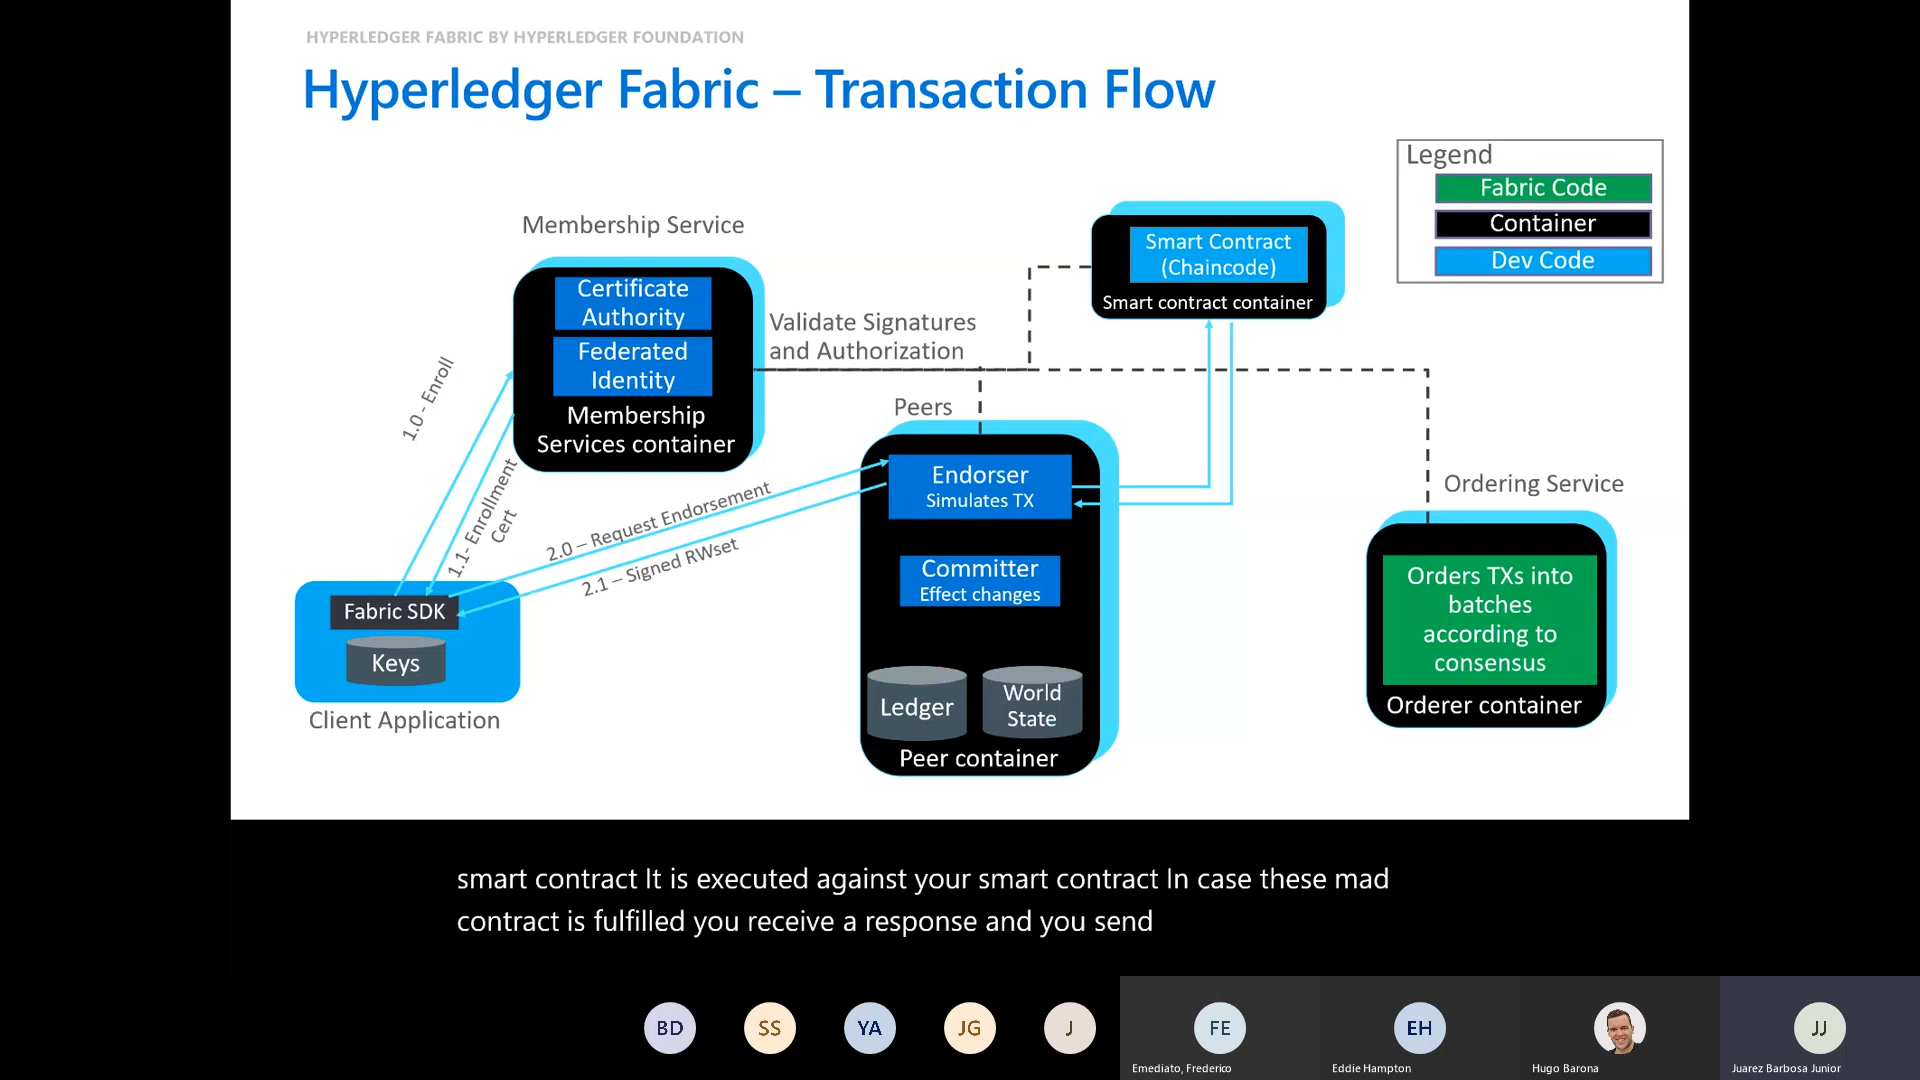 HYPERLEDGER FABRIC BY HYPERLEDGER FOUNDATION
Hyperledger Fabric – Transaction Flow
Legend
Fabric Code
Container
Dev Code
Membership Service
Certificate
Authority
Federated
Identity
Membership
Services container
Validate Signatures
and Authorization
Smart Contract
(Chaincode)
Smart contract container
1.0 - Enroll
1.1- Enrollment
Cert
2.0 – Request Endorsement
2.1 – Signed RWset
Peers
Endorser
Simulates TX
Committer
Effect changes
Ledger
World
State
Peer container
Ordering Service
Orders TXs into
batches
according to
consensus
Orderer container
Fabric SDK
Keys
Client Application
smart contract It is executed against your smart contract In case these mad
contract is fulfilled you receive a response and you send
BD
SS
YA
JG
J
FE
EH
JJ
Emediato, Frederico
Eddie Hampton
Hugo Barona
Juarez Barbosa Junior